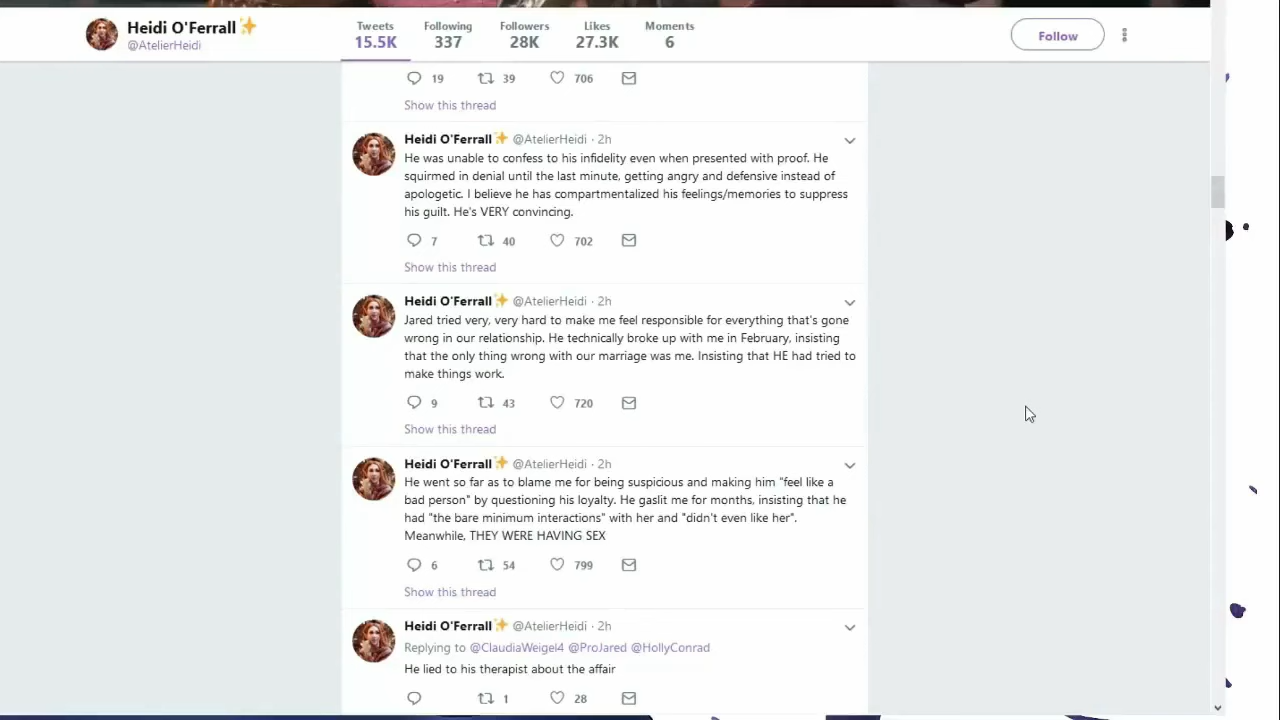 Heidi O'Ferrall✨
@AtelierHeidi
Tweets
15.5K
Following
337
Followers
28K
Likes
27.3K
Moments
6
Follow
19 39 706
Show this thread
Heidi O'Ferrall✨ @AtelierHeidi · 2h
He was unable to confess to his infidelity even when presented with proof. He
squirmed in denial until the last minute, getting angry and defensive instead of
apologetic. I believe he has compartmentalized his feelings/memories to suppress
his guilt. He's VERY convincing.
7 40 702
Show this thread
Heidi O'Ferrall✨ @AtelierHeidi · 2h
Jared tried very, very hard to make me feel responsible for everything that's gone
wrong in our relationship. He technically broke up with me in February, insisting
that the only thing wrong with our marriage was me. Insisting that HE had tried to
make things work.
9 43 720
Show this thread
Heidi O'Ferrall✨ @AtelierHeidi · 2h
He went so far as to blame me for being suspicious and making him "feel like a
bad person" by questioning his loyalty. He gaslit me for months, insisting that he
had "the bare minimum interactions" with her and "didn't even like her".
Meanwhile, THEY WERE HAVING SEX
6 54 799
Show this thread
Heidi O'Ferrall✨ @AtelierHeidi · 2h
Replying to @ClaudiaWeigel4 @ProJared @HollyConrad
He lied to his therapist about the affair
1 28